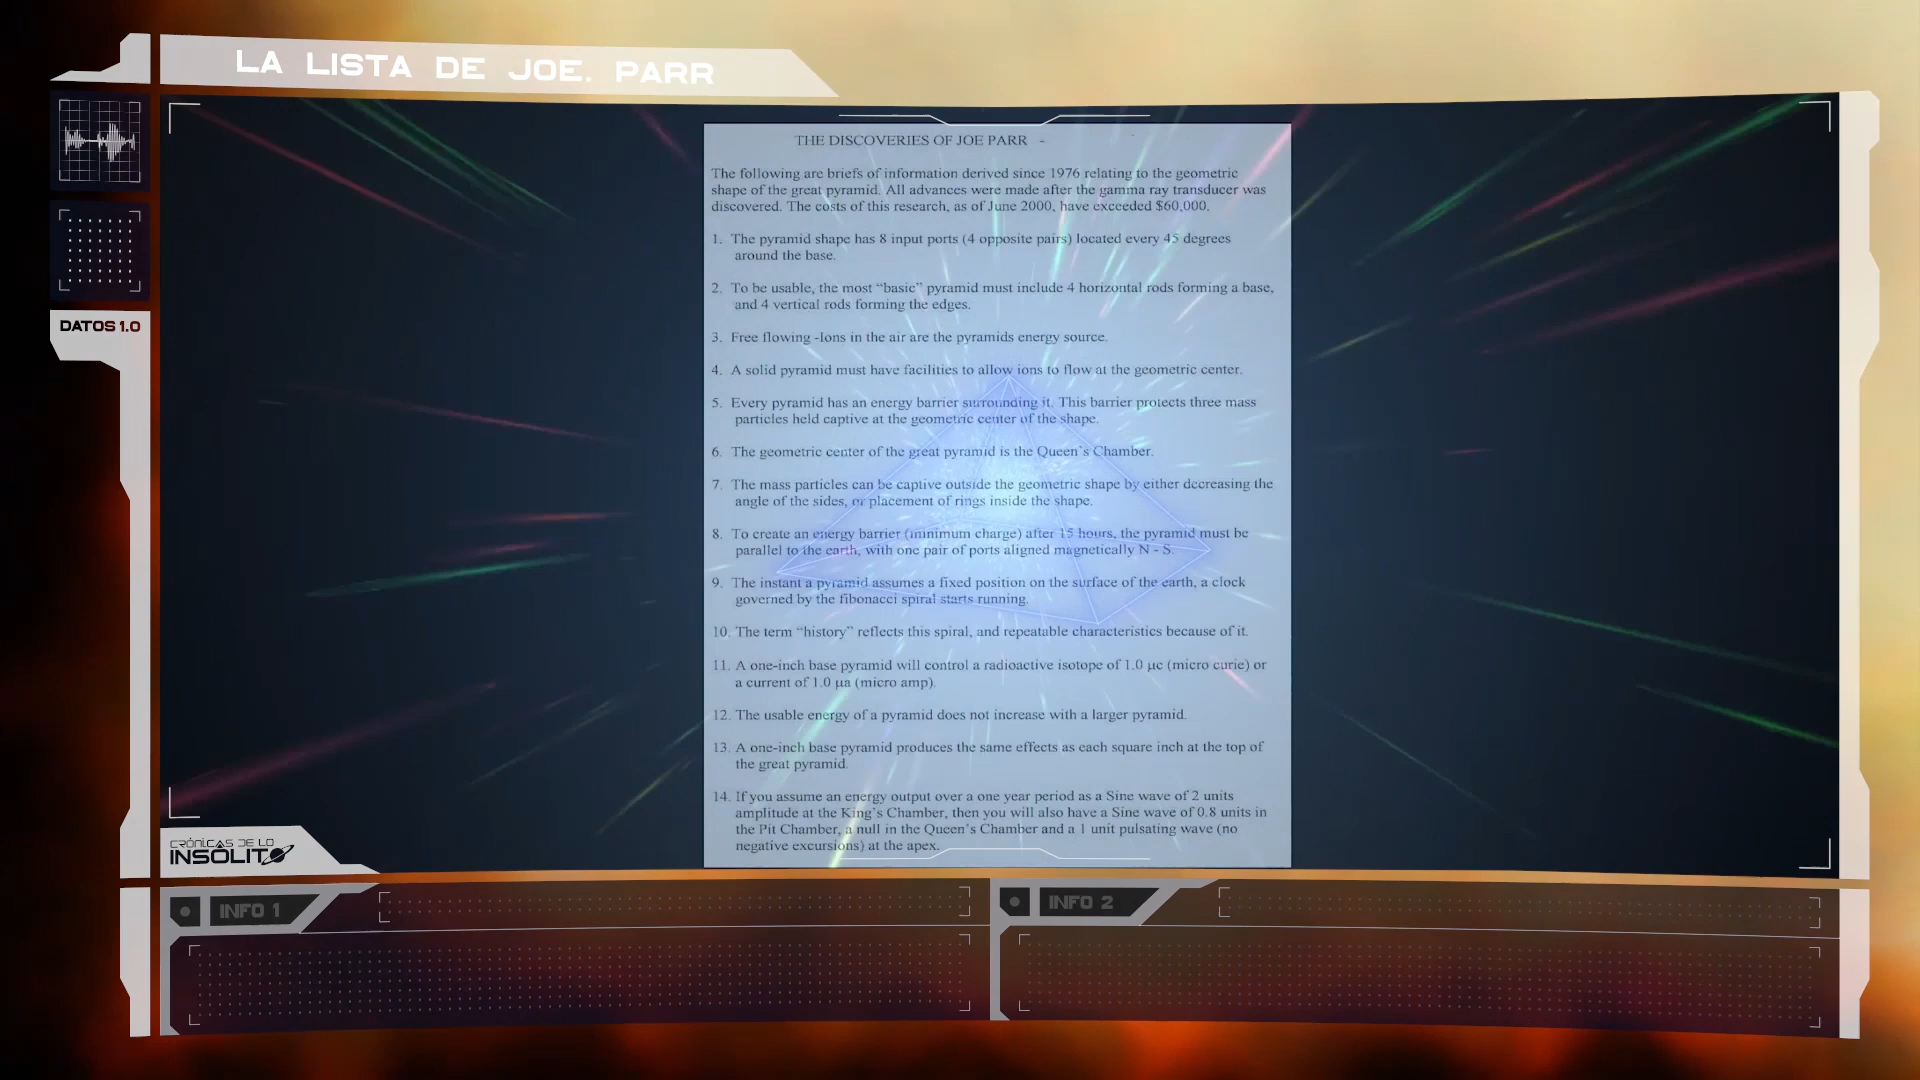 LA LISTA DE JOE. PARR
DATOS 1.0
THE DISCOVERIES OF JOE PARR -
The following are briefs of information derived since 1976 relating to the geometric
shape of the great pyramid. All advances were made after the gamma ray transducer was
discovered. The costs of this research, as of June 2000, have exceeded $60,000.
1. The pyramid shape has 8 input ports (4 opposite pairs) located every 45 degrees
around the base.
2. To be usable, the most “basic” pyramid must include 4 horizontal rods forming a base,
and 4 vertical rods forming the edges.
3. Free flowing -Ions in the air are the pyramids energy source.
4. A solid pyramid must have facilities to allow ions to flow at the geometric center.
5. Every pyramid has an energy barrier surrounding it. This barrier protects three mass
particles held captive at the geometric center of the shape.
6. The geometric center of the great pyramid is the Queen's Chamber.
7. The mass particles can be captive outside the geometric shape by either decreasing the
angle of the sides, or placement of rings inside the shape.
8. To create an energy barrier (minimum charge) after 15 hours, the pyramid must be
parallel to the earth, with one pair of ports aligned magnetically N - S.
9. The instant a pyramid assumes a fixed position on the surface of the earth, a clock
governed by the fibonacci spiral starts running.
10. The term “history” reflects this spiral, and repeatable characteristics because of it.
11. A one-inch base pyramid will control a radioactive isotope of 1.0 µc (micro curie) or
a current of 1.0 µa (micro amp).
12. The usable energy of a pyramid does not increase with a larger pyramid.
13. A one-inch base pyramid produces the same effects as each square inch at the top of
the great pyramid.
14. If you assume an energy output over a one year period as a Sine wave of 2 units
amplitude at the King's Chamber, then you will also have a Sine wave of 0.8 units in
the Pit Chamber, a null in the Queen's Chamber and a 1 unit pulsating wave (no
negative excursions) at the apex.
CRÓNICAS DE LO
INSÓLITO
INFO 1
INFO 2